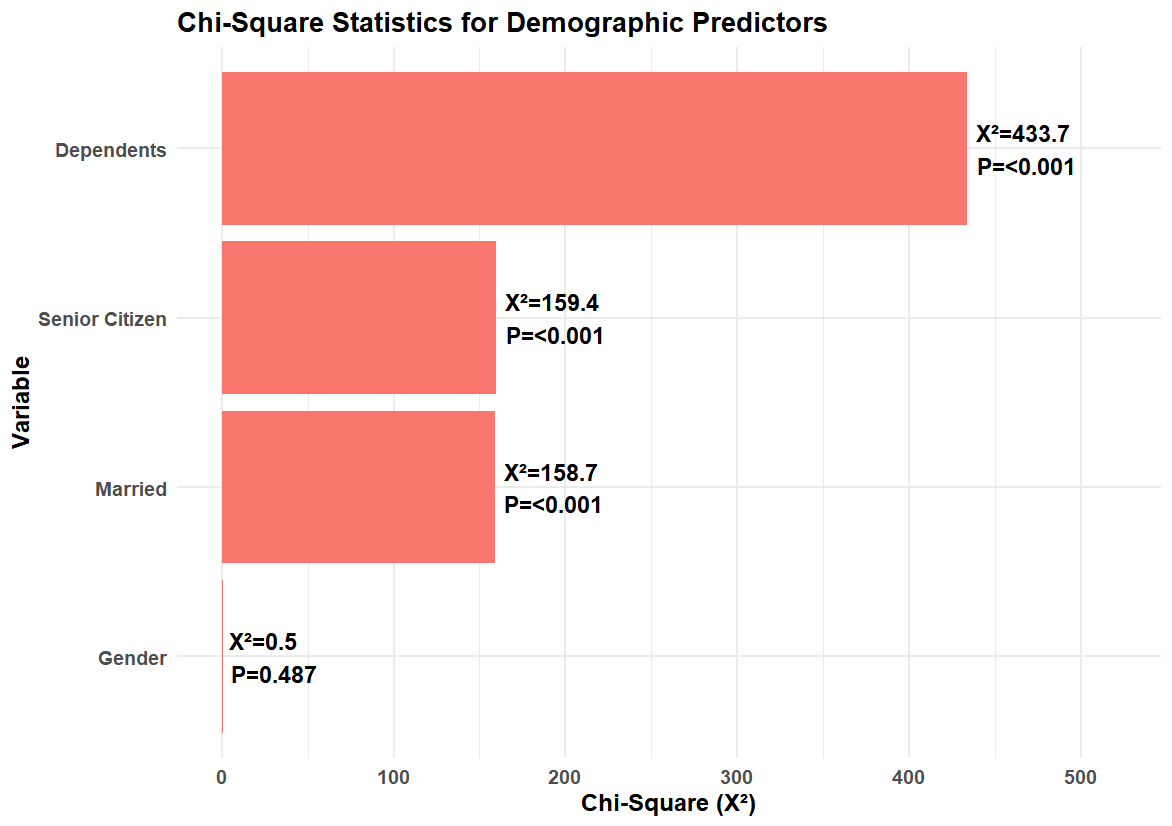 Chi-Square Statistics for Demographic Predictors
Dependents
X²=433.7
P=<0.001
Senior Citizen
X²=159.4
P=<0.001
Variable
Married
X²=158.7
P=<0.001
Gender
X²=0.5
P=0.487
0 100 200 300 400 500
Chi-Square (X²)